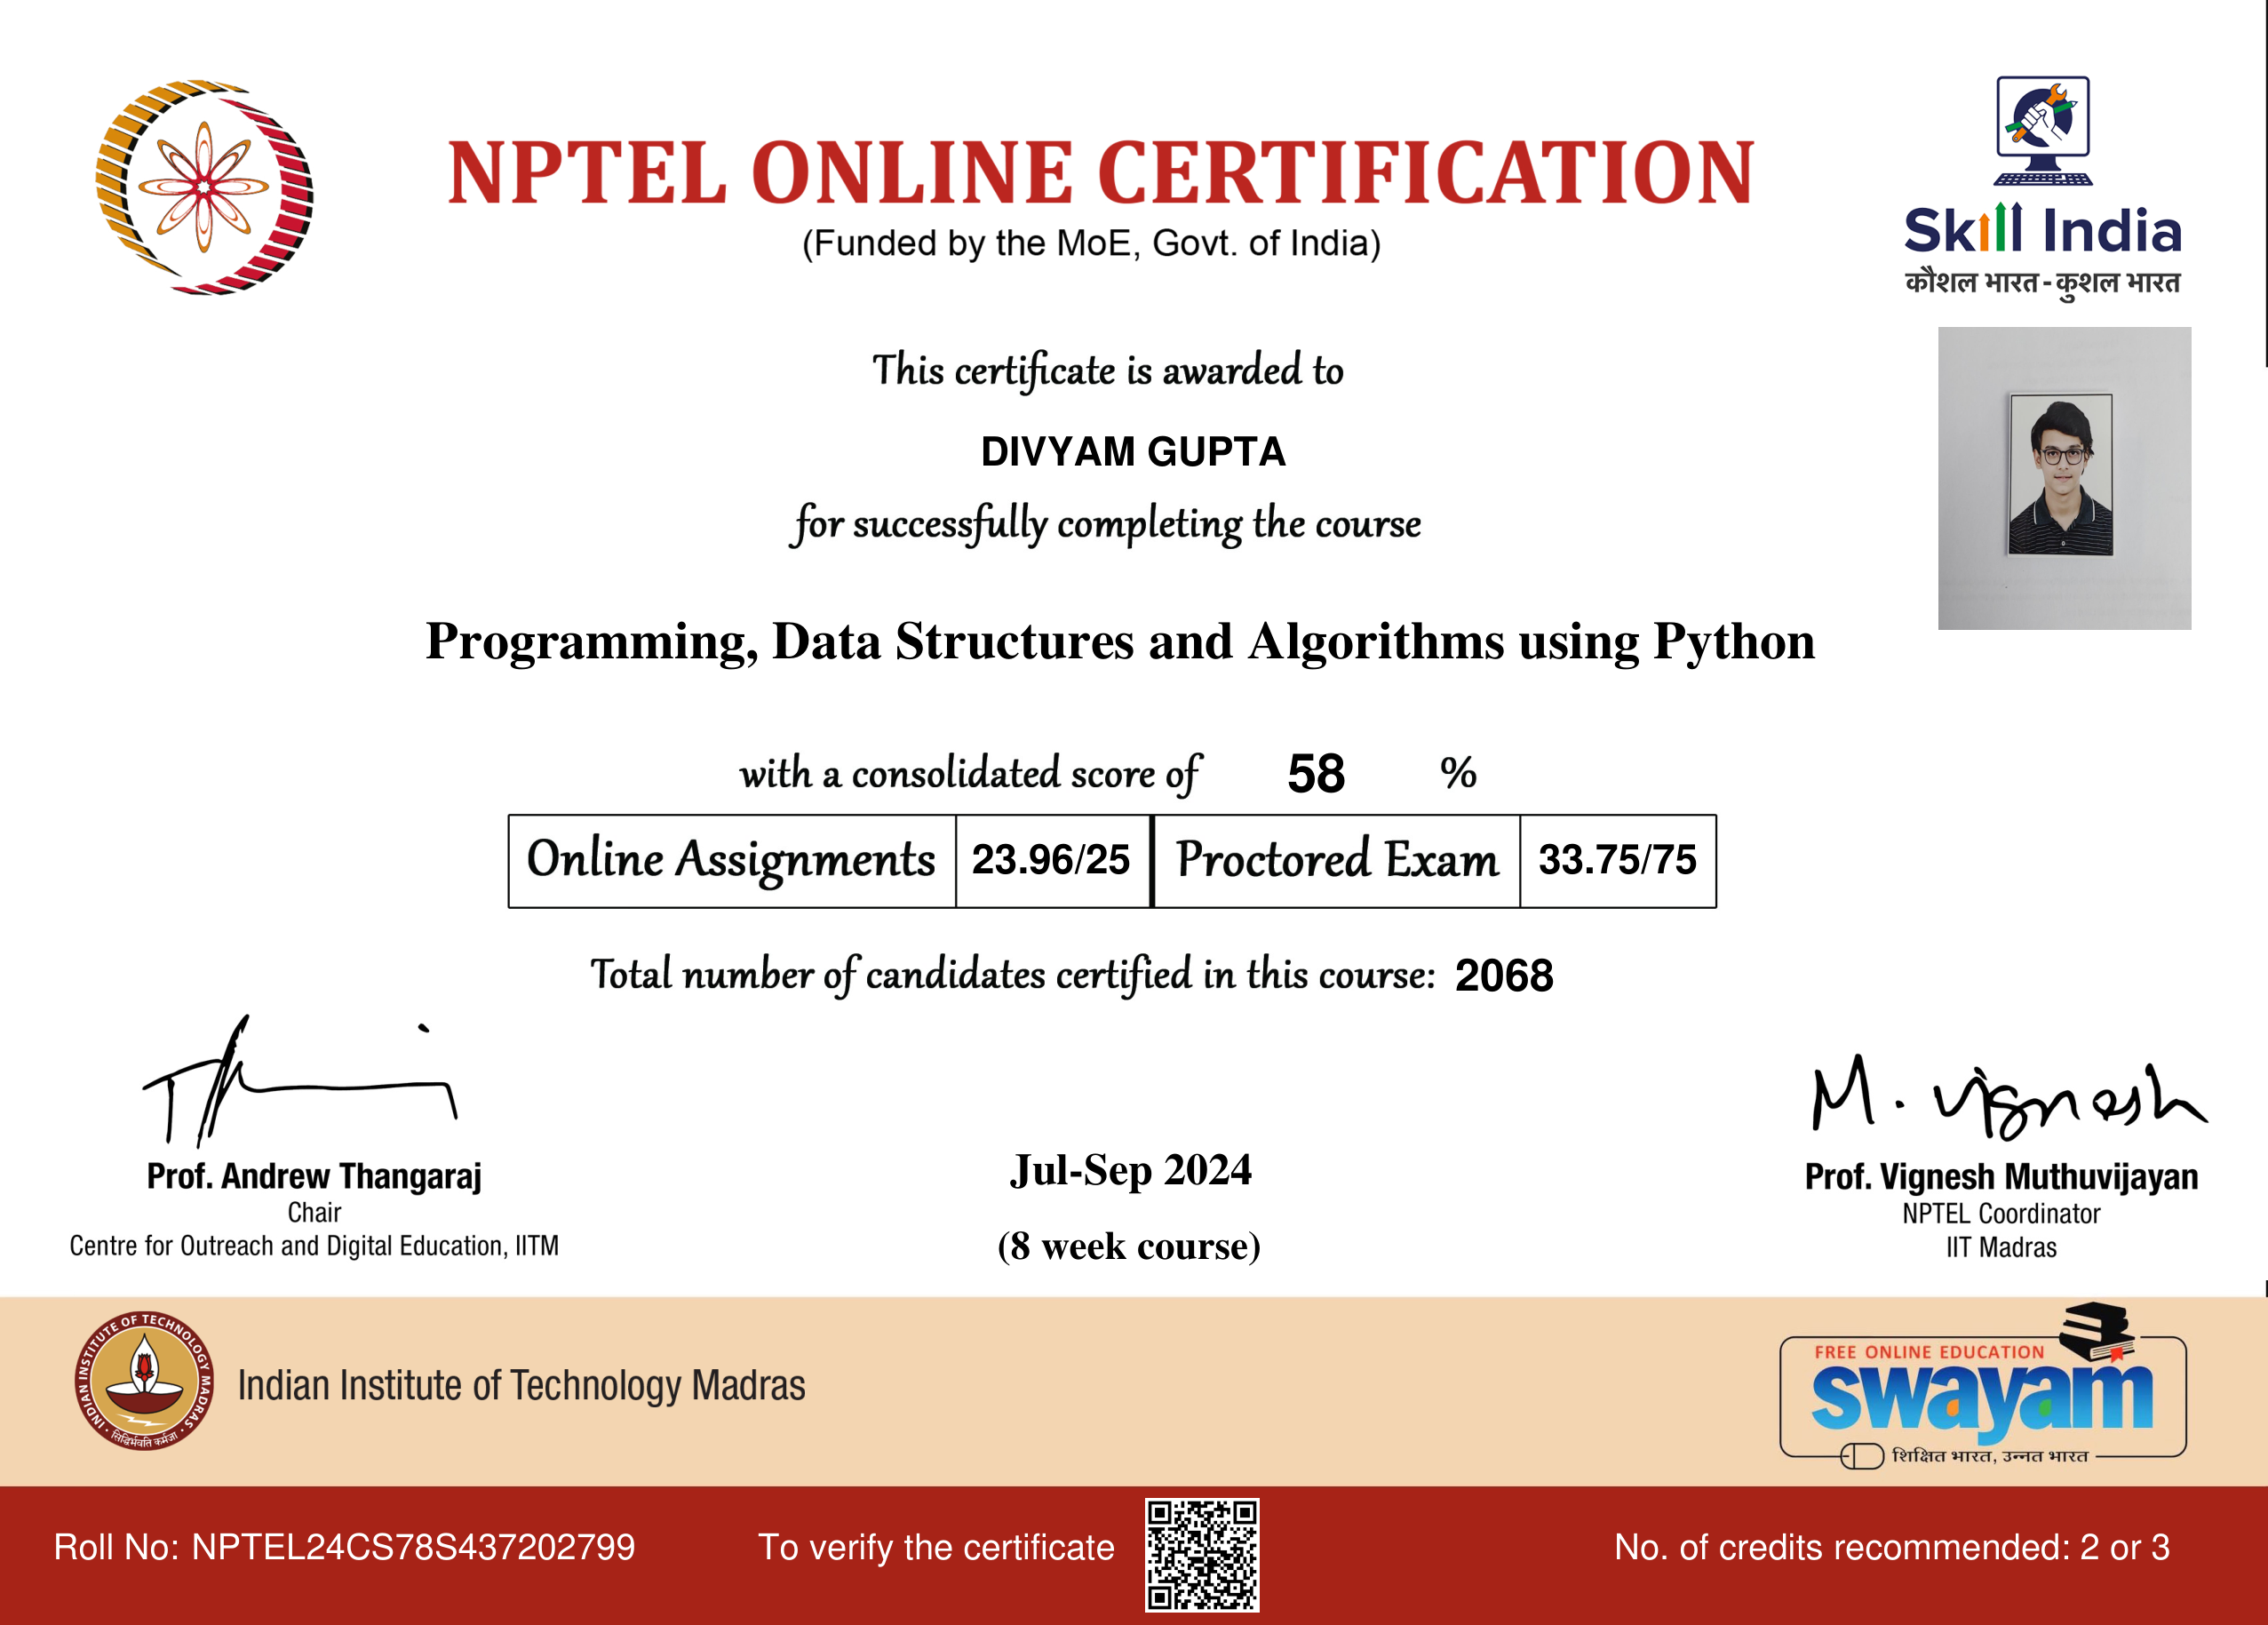 NPTEL ONLINE CERTIFICATION
(Funded by the MoE, Govt. of India)
Skill India
कौशल भारत - कुशल भारत
This certificate is awarded to
DIVYAM GUPTA
for successfully completing the course
Programming, Data Structures and Algorithms using Python
with a consolidated score of 58 %
Online Assignments 23.96/25 Proctored Exam 33.75/75
Total number of candidates certified in this course: 2068
M. Vignesh
Prof. Andrew Thangaraj
Chair
Centre for Outreach and Digital Education, IITM
Jul-Sep 2024
(8 week course)
Prof. Vignesh Muthuvijayan
NPTEL Coordinator
IIT Madras
INDIAN INSTITUTE OF TECHNOLOGY MADRAS
सिद्धिर्भवति कर्मजा
Indian Institute of Technology Madras
FREE ONLINE EDUCATION
swayam
शिक्षित भारत, उन्नत भारत
Roll No: NPTEL24CS78S437202799
To verify the certificate
No. of credits recommended: 2 or 3